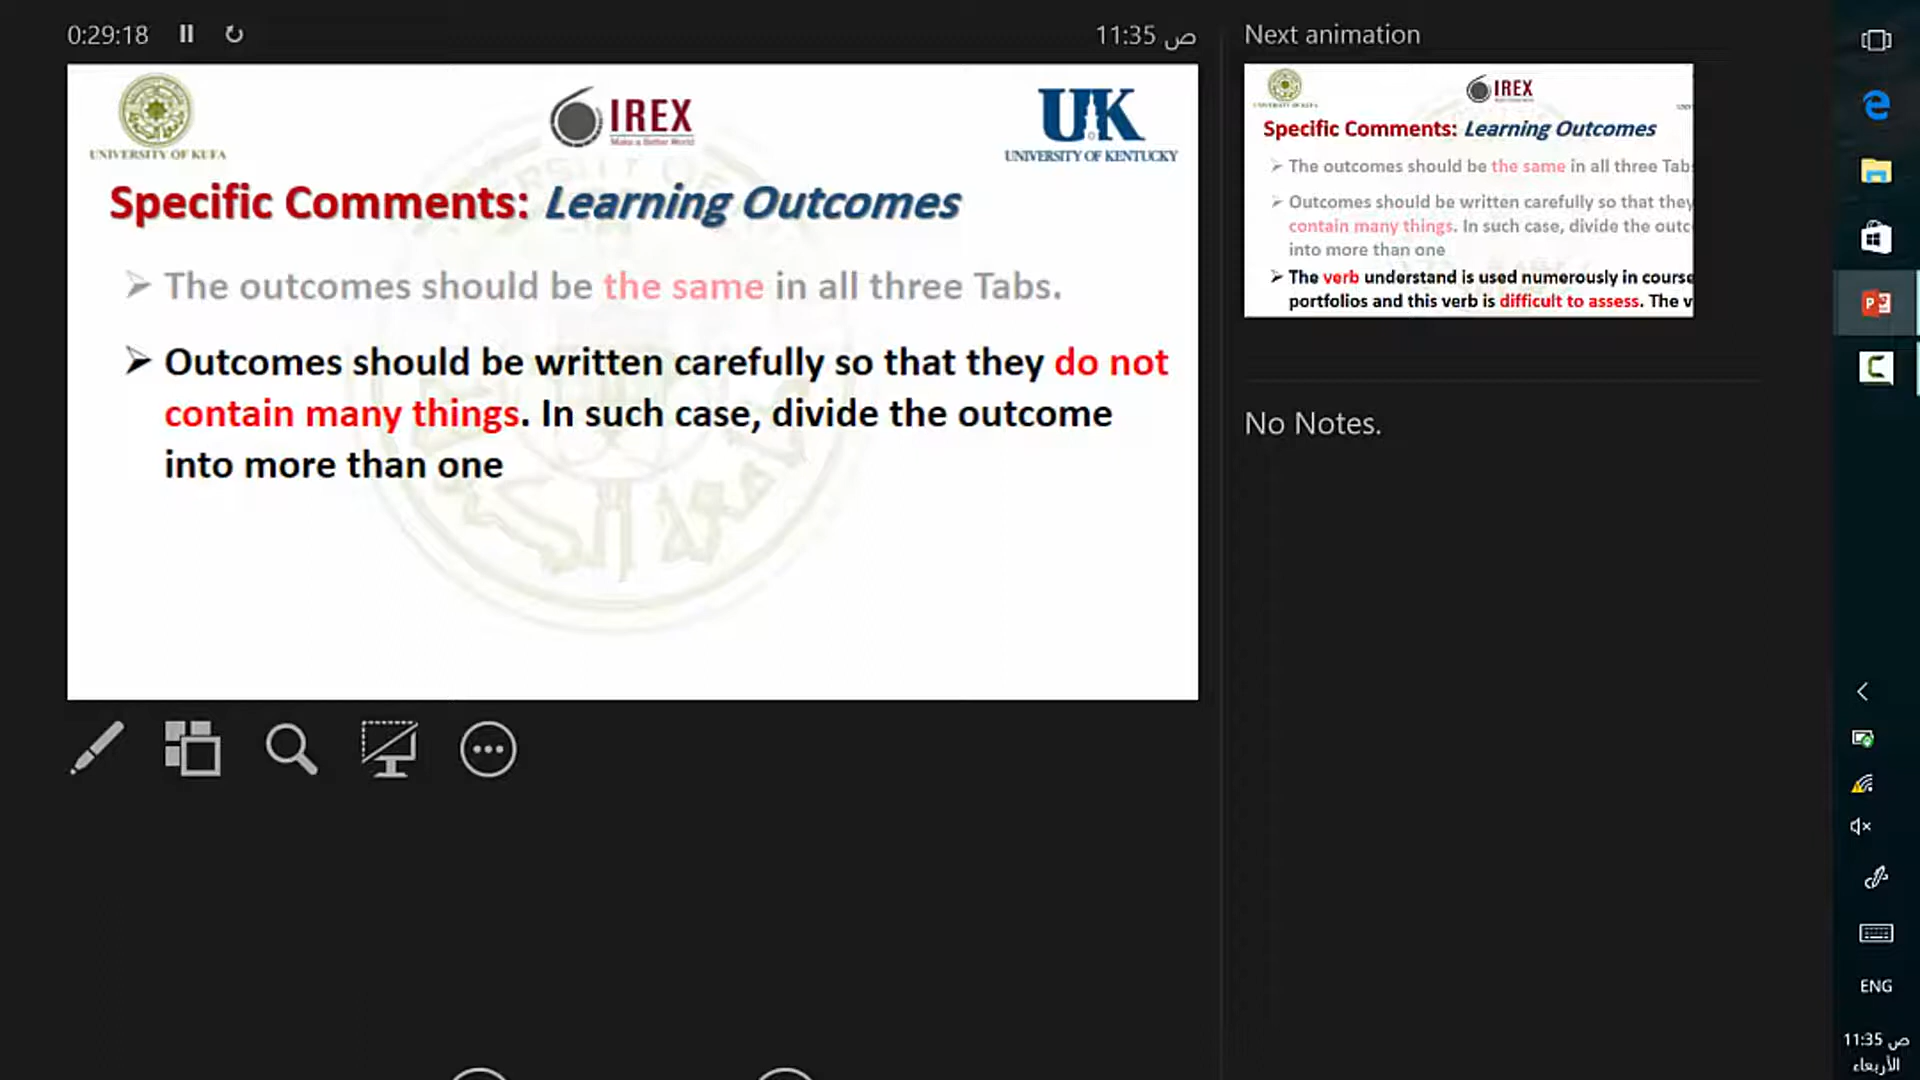 0:29:18
11:35 ص
UNIVERSITY OF KUFA
IREX
Make a Better World
UK
UNIVERSITY OF KENTUCKY
Specific Comments: Learning Outcomes
➢ The outcomes should be the same in all three Tabs.
➢ Outcomes should be written carefully so that they do not
contain many things. In such case, divide the outcome
into more than one
Next animation
IREX
Specific Comments: Learning Outcomes
➢ The outcomes should be the same in all three Tab
➢ Outcomes should be written carefully so that they
contain many things. In such case, divide the outc
into more than one
➢ The verb understand is used numerously in course
portfolios and this verb is difficult to assess. The v
No Notes.
ENG
11:35 ص
الأربعاء